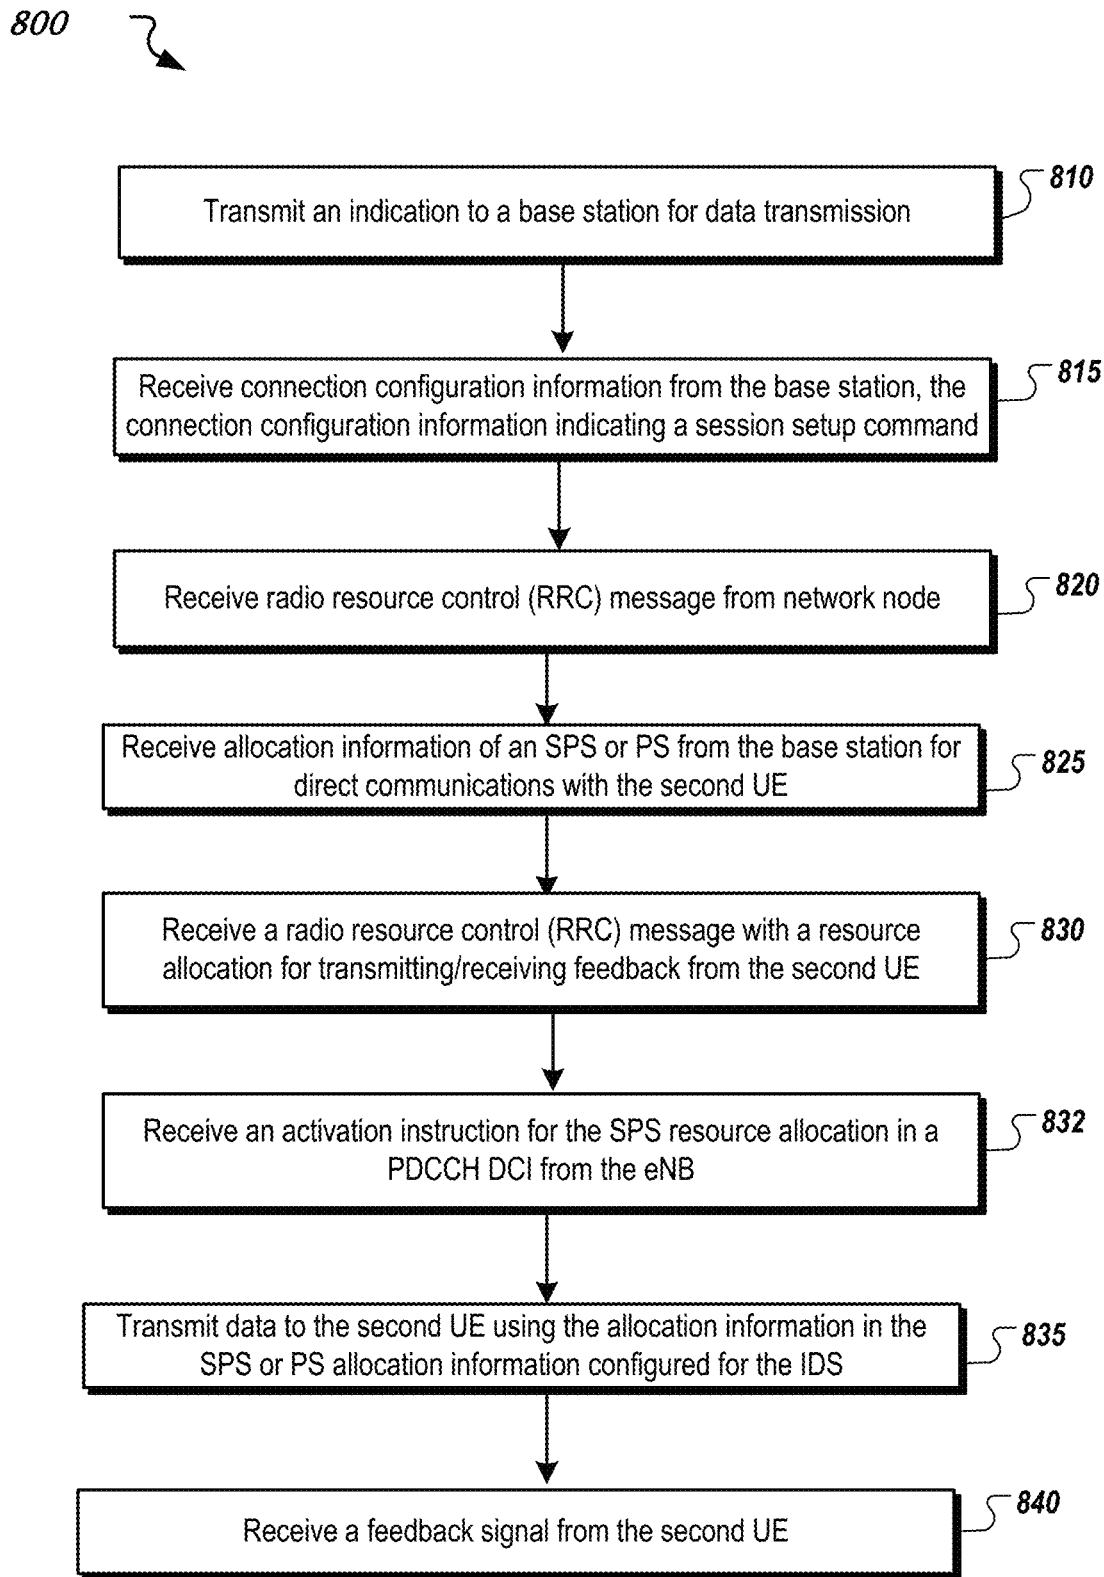 800
810
Transmit an indication to a base station for data transmission
815
Receive connection configuration information from the base station, the
connection configuration information indicating a session setup command
820
Receive radio resource control (RRC) message from network node
Receive allocation information of an SPS or PS from the base station for
825
direct communications with the second UE
Receive a radio resource control (RRC) message with a resource
830
allocation for transmitting/receiving feedback from the second UE
832
Receive an activation instruction for the SPS resource allocation in a
PDCCH DCI from the eNB
Transmit data to the second UE using the allocation information in the
835
SPS or PS allocation information configured for the IDS
840
Receive a feedback signal from the second UE